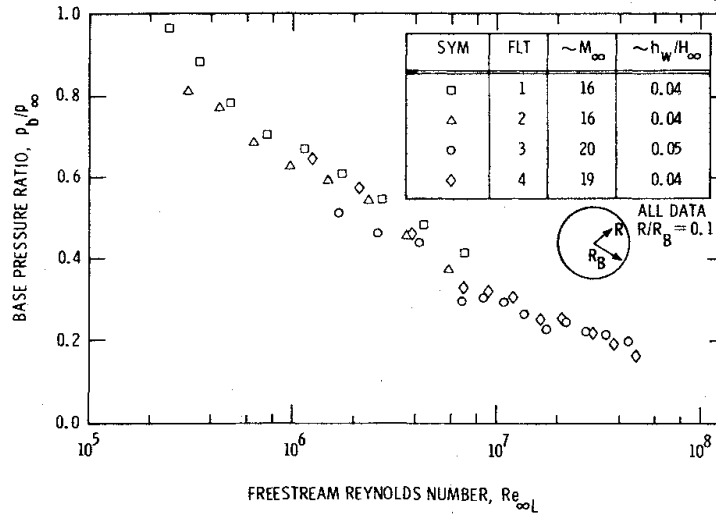 1.0
0.8
0.6
0.4
0.2
0.0
BASE PRESSURE RATIO, p_b/p_∞
SYM FLT ~M_∞ ~h_w/H_∞
□ 1 16 0.04
△ 2 16 0.04
○ 3 20 0.05
◇ 4 19 0.04
ALL DATA
R/R_B = 0.1
R
R_B
10^5 10^6 10^7 10^8
FREESTREAM REYNOLDS NUMBER, Re_∞L